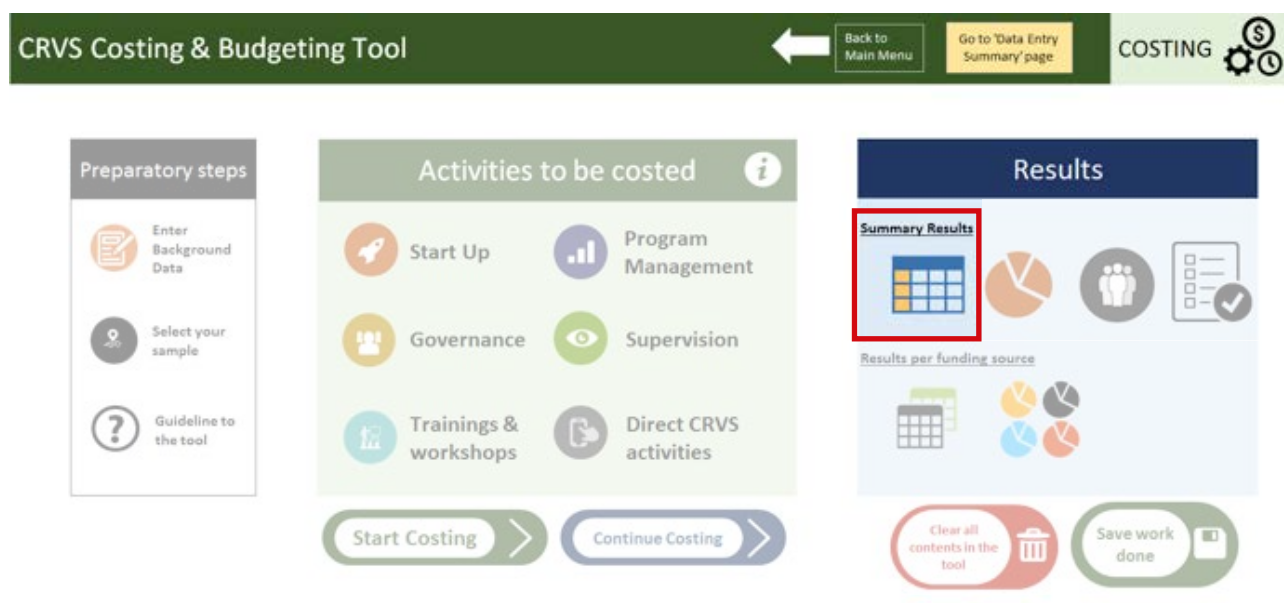 CRVS Costing & Budgeting Tool
Back to
Main Menu
Go to 'Data Entry
Summary' page
COSTING
Preparatory steps
Enter
Background
Data
Select your
sample
Guideline to
the tool
Activities to be costed
Start Up
Program
Management
Governance
Supervision
Trainings &
workshops
Direct CRVS
activities
Start Costing
Continue Costing
Results
Summary Results
Results per funding source
Clear all
contents in the
tool
Save work
done